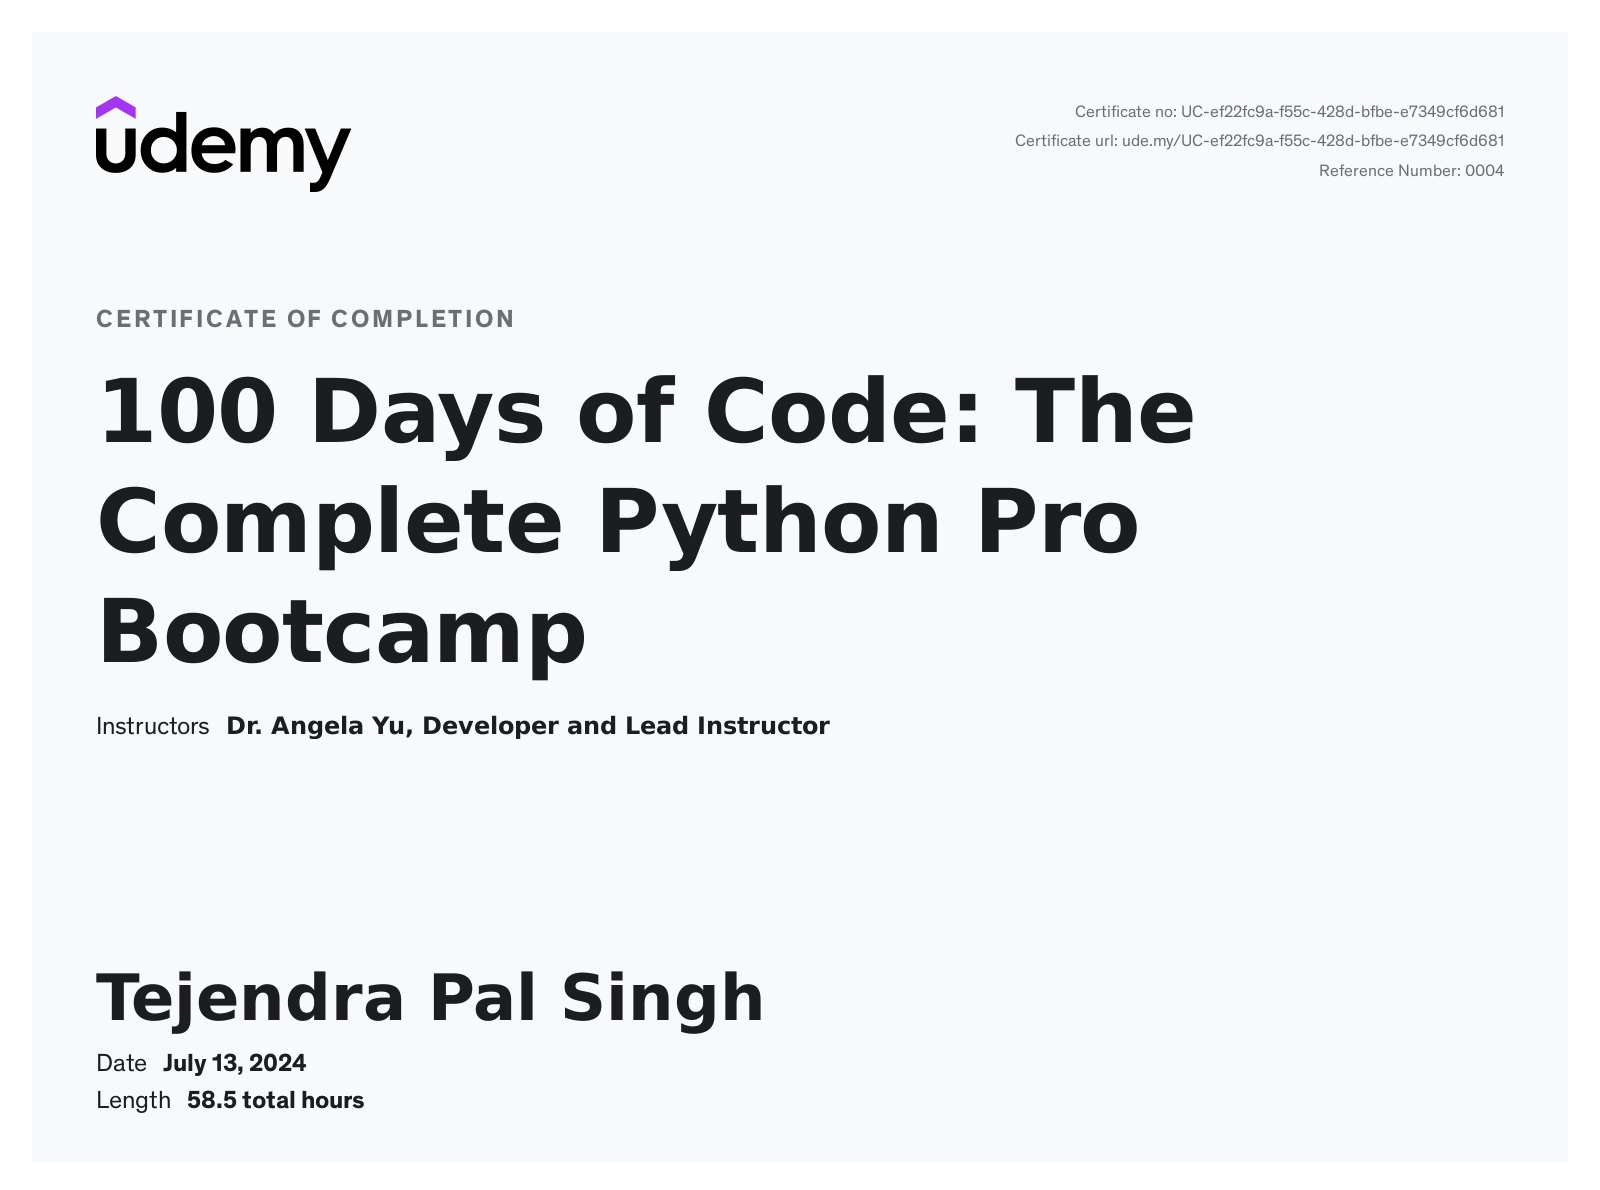 udemy
Certificate no: UC-ef22fc9a-f55c-428d-bfbe-e7349cf6d681
Certificate url: ude.my/UC-ef22fc9a-f55c-428d-bfbe-e7349cf6d681
Reference Number: 0004
CERTIFICATE OF COMPLETION
100 Days of Code: The
Complete Python Pro
Bootcamp
Instructors Dr. Angela Yu, Developer and Lead Instructor
Tejendra Pal Singh
Date July 13, 2024
Length 58.5 total hours